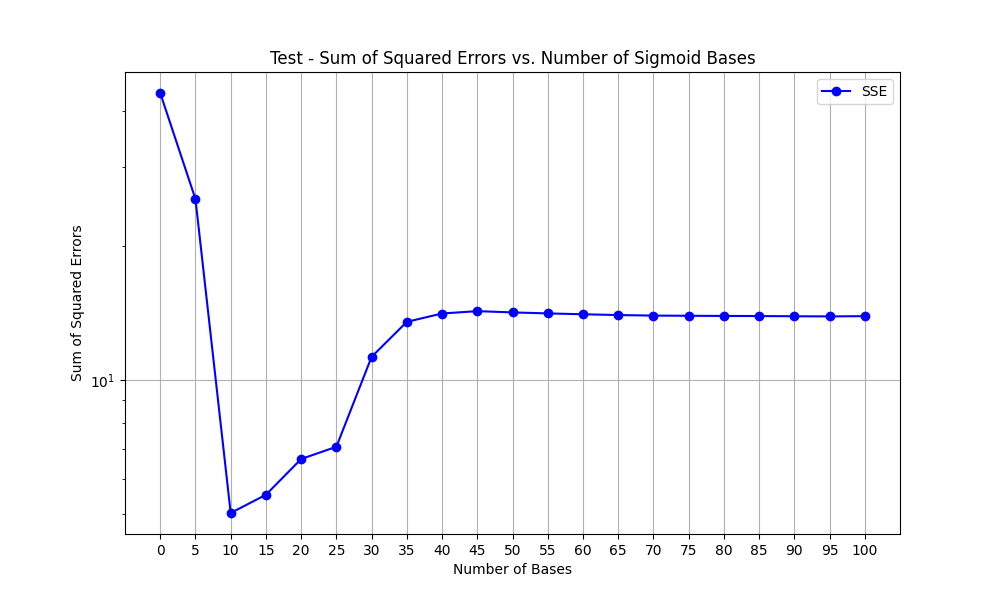 Test - Sum of Squared Errors vs. Number of Sigmoid Bases
SSE
Sum of Squared Errors
10¹
0 5 10 15 20 25 30 35 40 45 50 55 60 65 70 75 80 85 90 95 100
Number of Bases